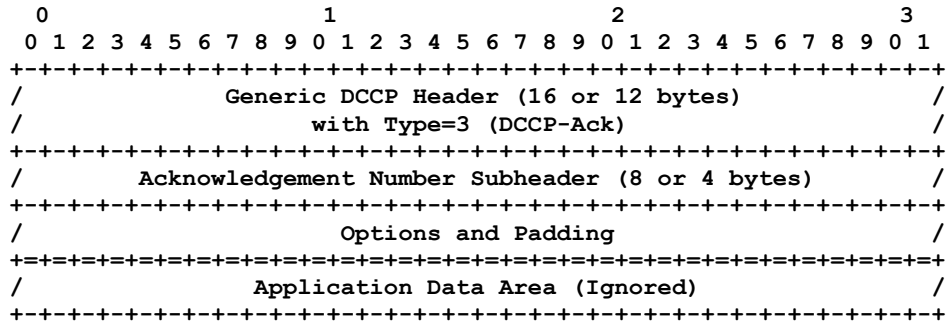 0                   1                   2                   3
 0 1 2 3 4 5 6 7 8 9 0 1 2 3 4 5 6 7 8 9 0 1 2 3 4 5 6 7 8 9 0 1
+-+-+-+-+-+-+-+-+-+-+-+-+-+-+-+-+-+-+-+-+-+-+-+-+-+-+-+-+-+-+-+-+
/              Generic DCCP Header (16 or 12 bytes)             /
/                    with Type=3 (DCCP-Ack)                     /
+-+-+-+-+-+-+-+-+-+-+-+-+-+-+-+-+-+-+-+-+-+-+-+-+-+-+-+-+-+-+-+-+
/        Acknowledgement Number Subheader (8 or 4 bytes)        /
+-+-+-+-+-+-+-+-+-+-+-+-+-+-+-+-+-+-+-+-+-+-+-+-+-+-+-+-+-+-+-+-+
/                      Options and Padding                      /
+=+=+=+=+=+=+=+=+=+=+=+=+=+=+=+=+=+=+=+=+=+=+=+=+=+=+=+=+=+=+=+=+
/                Application Data Area (Ignored)                /
+-+-+-+-+-+-+-+-+-+-+-+-+-+-+-+-+-+-+-+-+-+-+-+-+-+-+-+-+-+-+-+-+